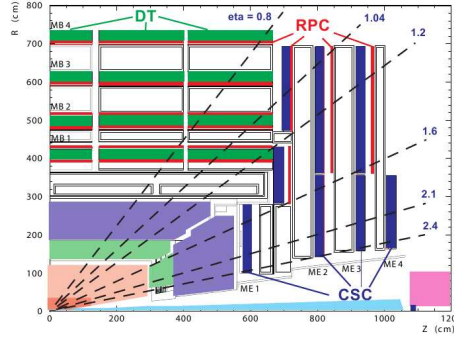 R (cm)
800
700
600
500
400
300
200
100
0
MB 4
MB 3
MB 2
MB 1
DT
eta = 0.8
RPC
1.04
1.2
1.6
2.1
2.4
ME 1
ME 2
ME 3
ME 4
CSC
0 200 400 600 800 1000
Z (cm)